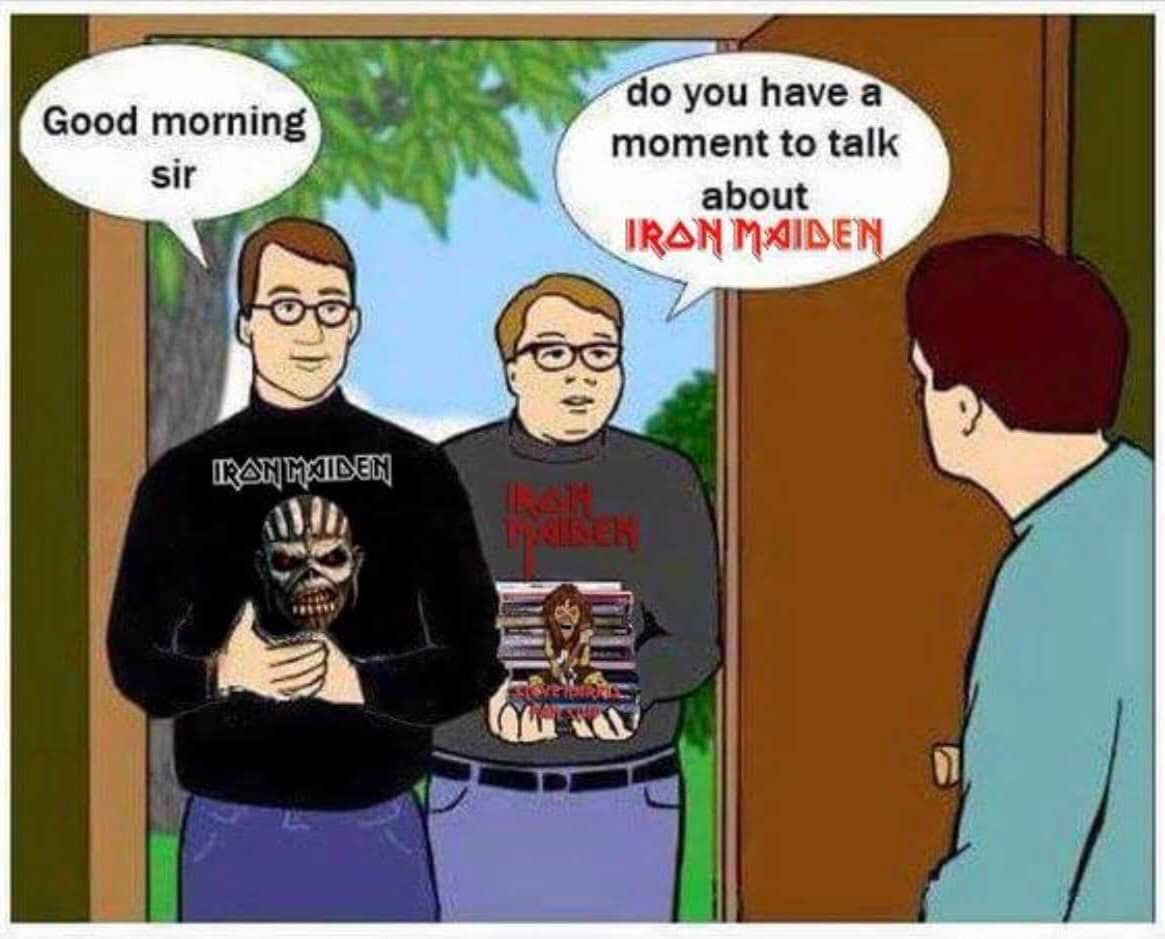 Good morning
sir
do you have a
moment to talk
about
IRON MAIDEN
IRON MAIDEN
IRON
MAIDEN